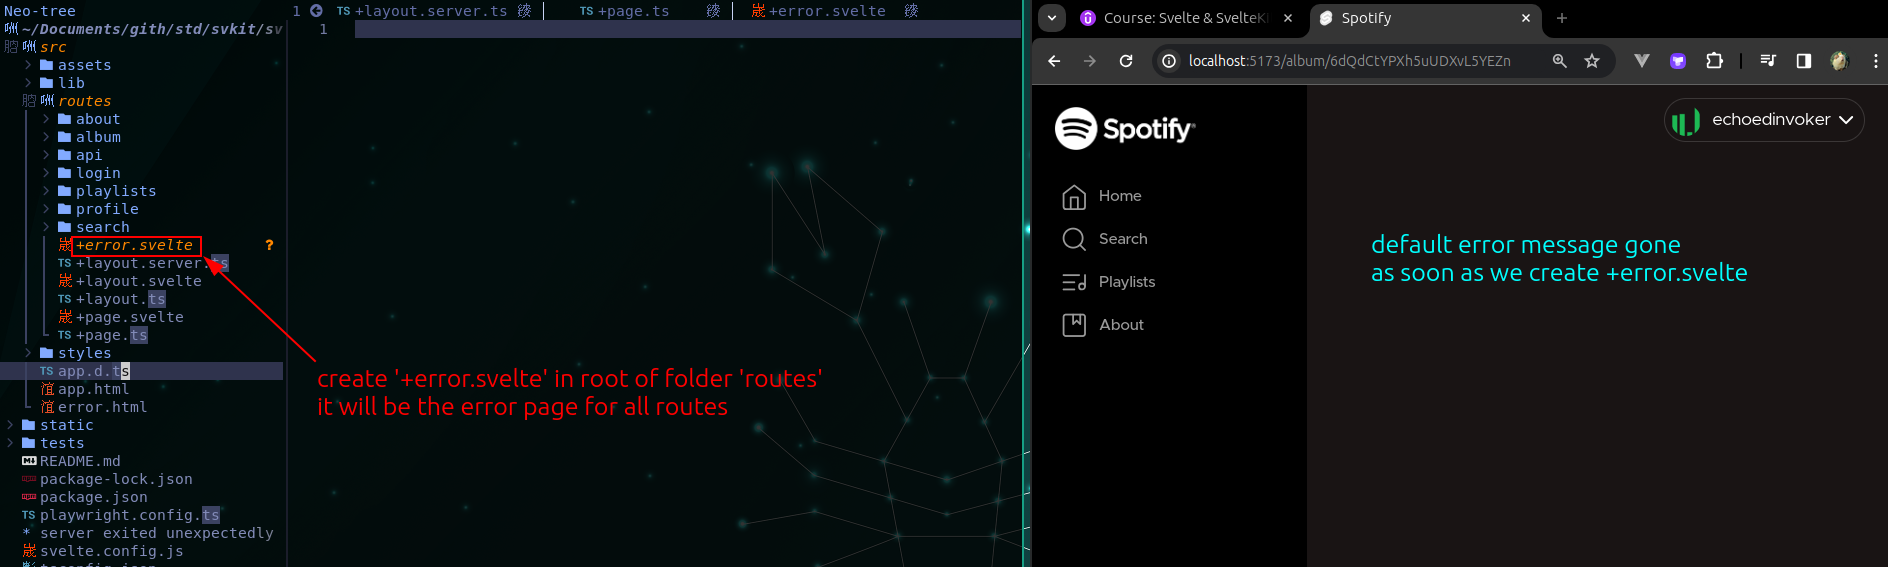 Neo-tree
~/Documents/gith/std/svkit/sv
src
assets
lib
routes
about
album
api
login
playlists
profile
search
+error.svelte ?
+layout.server.ts
+layout.svelte
+layout.ts
+page.svelte
+page.ts
styles
TS app.d.ts
app.html
error.html
static
tests
README.md
package-lock.json
package.json
TS playwright.config.ts
* server exited unexpectedly
svelte.config.js
1 TS +layout.server.ts TS +page.ts +error.svelte
1
create '+error.svelte' in root of folder 'routes'
it will be the error page for all routes
Course: Svelte & SvelteK
Spotify
localhost:5173/album/6dQdCtYPXh5uUDXvL5YEZn
Spotify
echoedinvoker
Home
Search
Playlists
About
default error message gone
as soon as we create +error.svelte